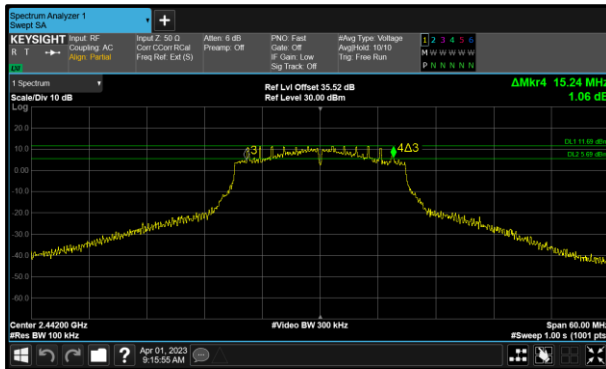 Spectrum Analyzer 1
Swept SA
KEYSIGHT
R T
Input: RF
Coupling: AC
Align: Partial
Input Z: 50 Ω
Corr CCorr RCal
Freq Ref: Ext (S)
Atten: 6 dB
Preamp: Off
PNO: Fast
Gate: Off
IF Gain: Low
Sig Track: Off
#Avg Type: Voltage
Avg|Hold: 10/10
Trig: Free Run
1 2 3 4 5 6
M W W W W W
P N N N N N
1 Spectrum
Scale/Div 10 dB
Ref Lvl Offset 35.52 dB
Ref Level 30.00 dBm
ΔMkr4 15.24 MHz
1.06 dB
Log
20.0
10.0
0.00
-10.0
-20.0
-30.0
-40.0
-50.0
-60.0
3
4Δ3
DL1 11.69 dBm
DL2 5.69 dBm
Center 2.44200 GHz
#Res BW 100 kHz
#Video BW 300 kHz
Span 60.00 MHz
#Sweep 1.00 s (1001 pts)
?
Apr 01, 2023
9:15:55 AM